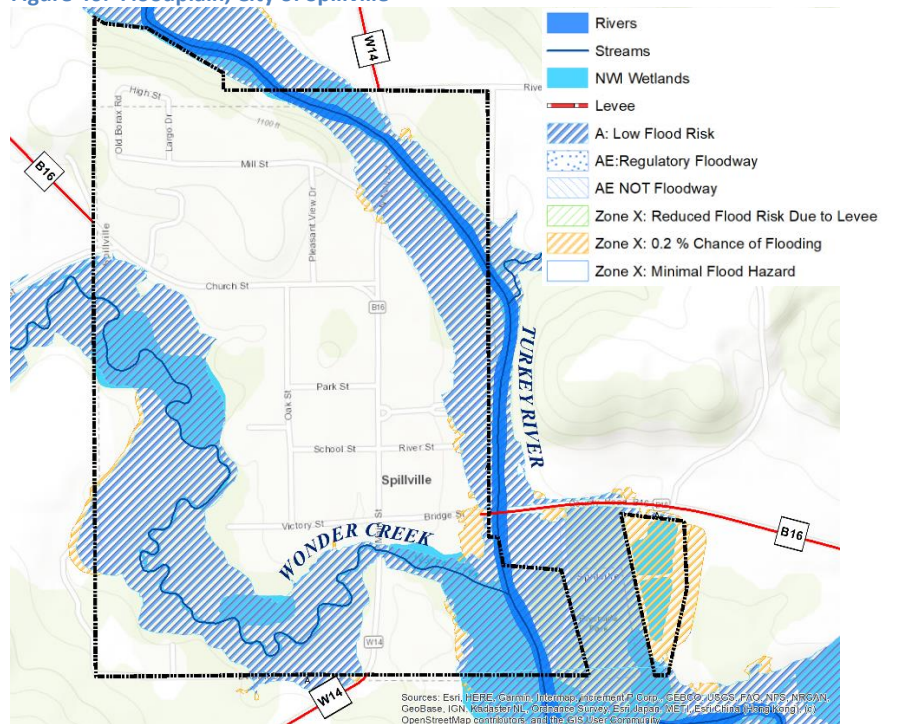 Rivers
Streams
NWI Wetlands
Levee
A: Low Flood Risk
AE:Regulatory Floodway
AE NOT Floodway
Zone X: Reduced Flood Risk Due to Levee
Zone X: 0.2 % Chance of Flooding
Zone X: Minimal Flood Hazard
W14
High St
Old Borax Rd
Largo Dr
1100 ft
Mill St
B16
Pleasant View Dr
Spillville
Church St
B16
TURKEY RIVER
Park St
Oak St
School St
River St
Spillville
Bridge St
Victory St
B16
WONDER CREEK
W14
W14
Sources: Esri, HERE, Garmin, Intermap, increment P Corp., GEBCO, USGS, FAO, NPS, NRCAN,
GeoBase, IGN, Kadaster NL, Ordnance Survey, Esri Japan, METI, Esri China (Hong Kong), (c)
OpenStreetMap contributors, and the GIS User Community